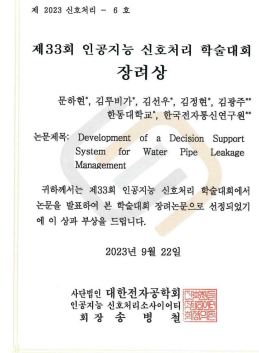 제 2023 신호처리 - 6 호
제33회 인공지능 신호처리 학술대회
장려상
문하현*, 김루비가*, 김선우*, 김정현*, 김광주**
한동대학교*, 한국전자통신연구원**
논문제목: Development of a Decision Support
System for Water Pipe Leakage
Management
귀하께서는 제33회 인공지능 신호처리 학술대회에서
논문을 발표하여 본 학술대회 장려논문으로 선정되었기
에 이 상과 부상을 드립니다.
2023년 9월 22일
사단법인 대한전자공학회
인공지능 신호처리소사이어티
회장 송병철